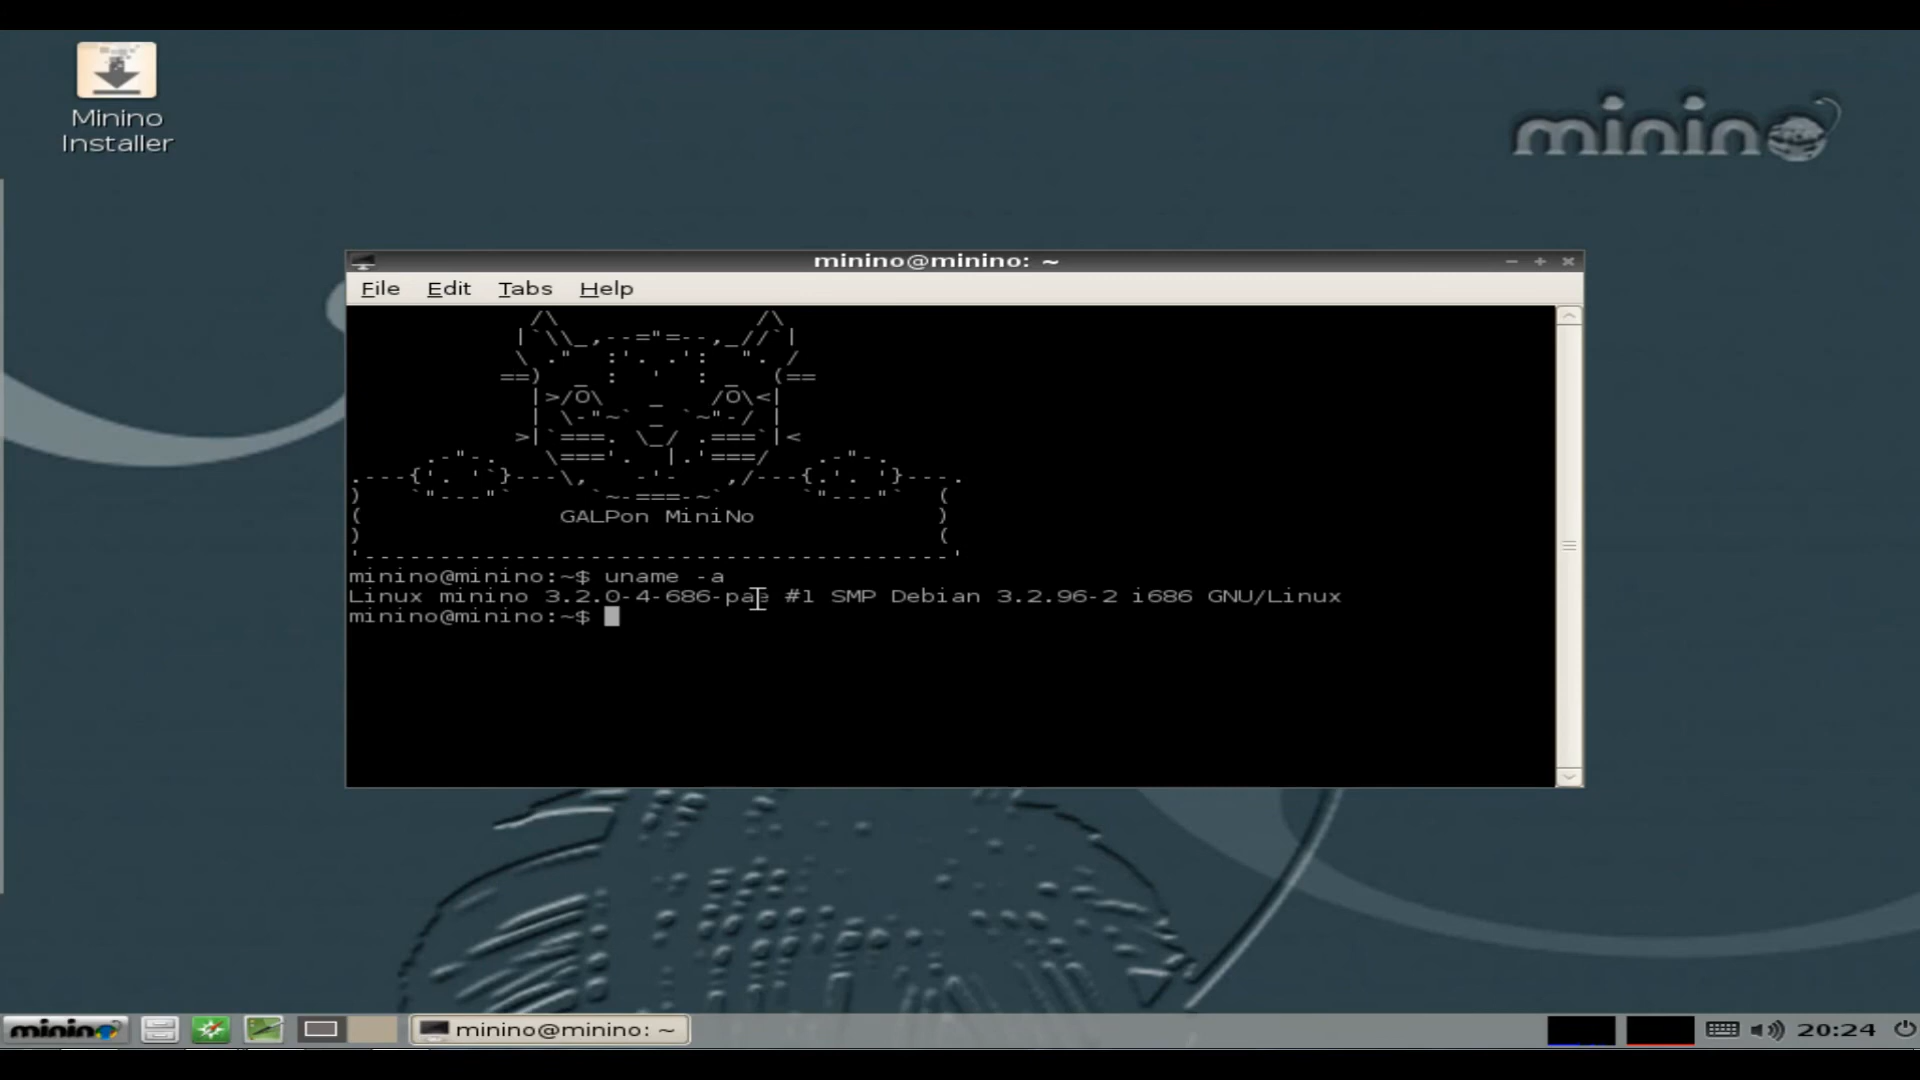 Minino
Installer
minino
minino@minino: ~
File Edit Tabs Help
GALPon MiniNo
minino@minino:~$ uname -a
Linux minino 3.2.0-4-686-pae #1 SMP Debian 3.2.96-2 i686 GNU/Linux
minino@minino:~$
minino
minino@minino: ~
20:24